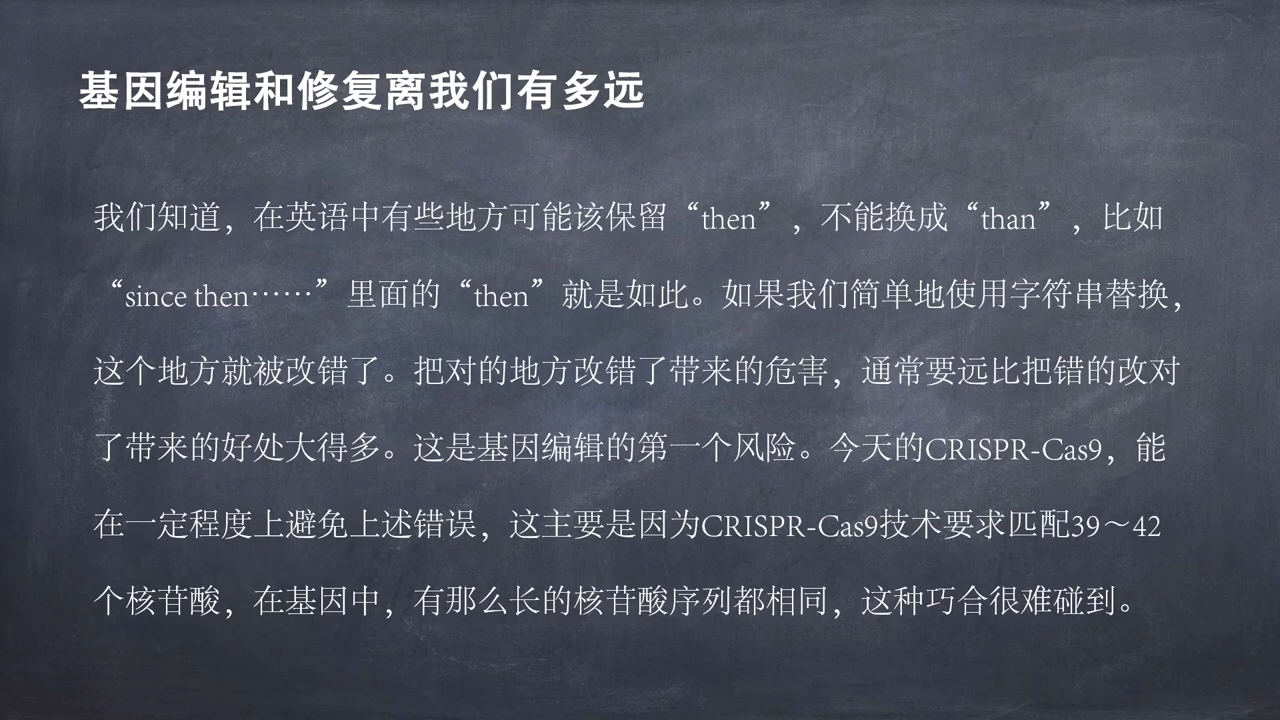 基因编辑和修复离我们有多远
我们知道，在英语中有些地方可能该保留“then”，不能换成“than”，比如
“since then……”里面的“then”就是如此。如果我们简单地使用字符串替换，
这个地方就被改错了。把对的地方改错了带来的危害，通常要远比把错的改对
了带来的好处大得多。这是基因编辑的第一个风险。今天的CRISPR-Cas9，能
在一定程度上避免上述错误，这主要是因为CRISPR-Cas9技术要求匹配39～42
个核苷酸，在基因中，有那么长的核苷酸序列都相同，这种巧合很难碰到。